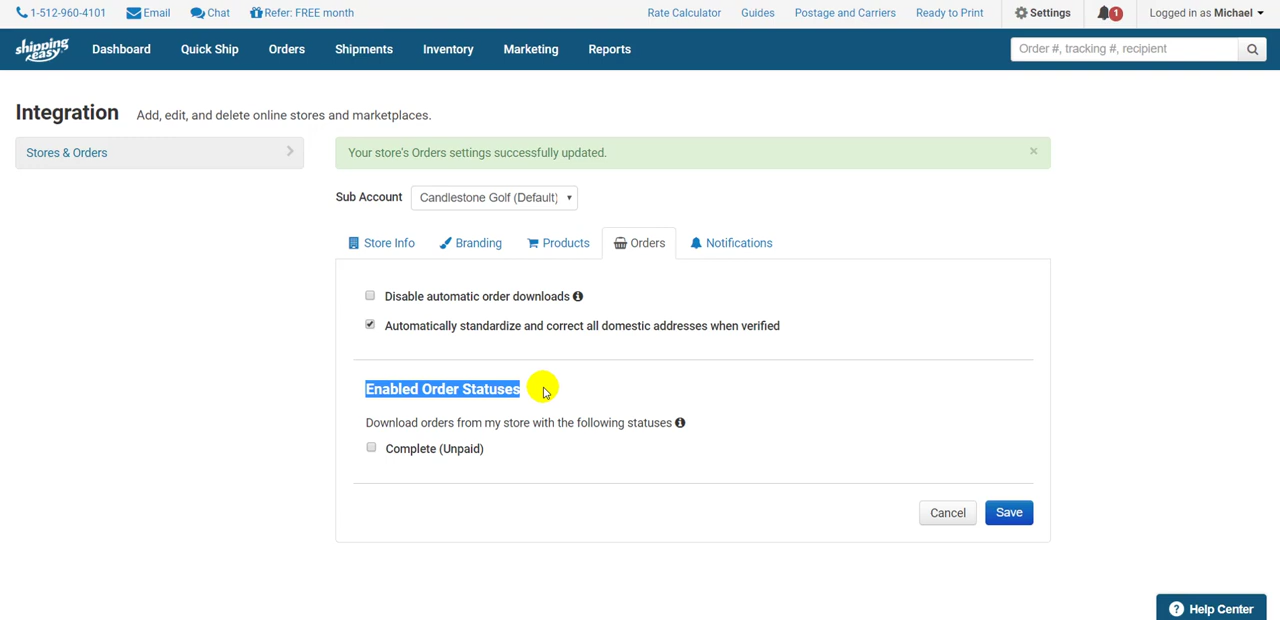 1-512-960-4101 Email Chat Refer: FREE month Rate Calculator Guides Postage and Carriers Ready to Print Settings 1 Logged in as Michael
shipping easy Dashboard Quick Ship Orders Shipments Inventory Marketing Reports Order #, tracking #, recipient
Integration Add, edit, and delete online stores and marketplaces.
Stores & Orders
Your store's Orders settings successfully updated. ×
Sub Account Candlestone Golf (Default)
Store Info Branding Products Orders Notifications
Disable automatic order downloads
Automatically standardize and correct all domestic addresses when verified
Enabled Order Statuses
Download orders from my store with the following statuses
Complete (Unpaid)
Cancel Save
? Help Center